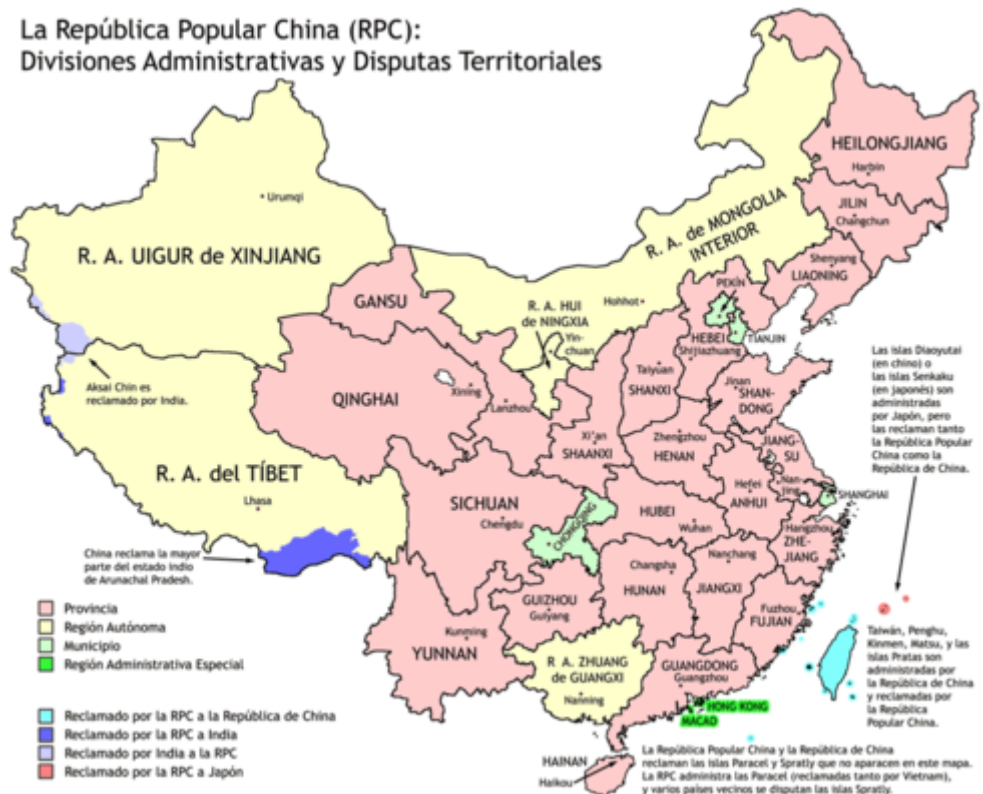 La República Popular China (RPC):
Divisiones Administrativas y Disputas Territoriales
HEILONGJIANG
Harbin
JILIN
Changchun
Urumqi
R. A. de MONGOLIA
INTERIOR
Shenyang
LIAONING
R. A. UIGUR de XINJIANG
PEKÍN
GANSU
R. A. HUI
de NINGXIA
Hohhot
HEBEI
TIANJIN
Yin-
chuan
Shijiazhuang
Las islas Diaoyutai
(en chino) o
las islas Senkaku
(en japonés) son
administradas
por Japón, pero
las reclaman tanto
la República Popular
China como la
República de China.
Taiyuan
SHANXI
Jinan
SHAN-
DONG
Aksai Chin es
reclamado por India.
QINGHAI
Xining
Lanzhou
Xi'an
SHAANXI
Zhengzhou
HENAN
JIANG-
SU
R. A. del TÍBET
Lhasa
SICHUAN
Chengdu
CHONGQING
HUBEI
Wuhan
Hefei
ANHUI
Nan-
jing
SHANGHAI
Hangzhou
ZHE-
JIANG
China reclama la mayor
parte del estado indio
de Arunachal Pradesh.
Changsha
HUNAN
Nanchang
JIANGXI
GUIZHOU
Guiyang
Fuzhou
FUJIAN
Kunming
YUNNAN
R A. ZHUANG
de GUANGXI
Nanning
GUANGDONG
Guangzhou
HONG KONG
MACAO
Taiwán, Penghu,
Kinmen, Matsu, y las
islas Pratas son
administradas por
la República de China
y reclamadas por
la República
Popular China.
HAINAN
Haikou
La República Popular China y la República de China
reclaman las islas Paracel y Spratly que no aparecen en este mapa.
La RPC administra las Paracel (reclamadas tanto por Vietnam),
y varios países vecinos se disputan las islas Spratly.
Provincia
Región Autónoma
Municipio
Región Administrativa Especial
Reclamado por la RPC a la República de China
Reclamado por la RPC a India
Reclamado por India a la RPC
Reclamado por la RPC a Japón